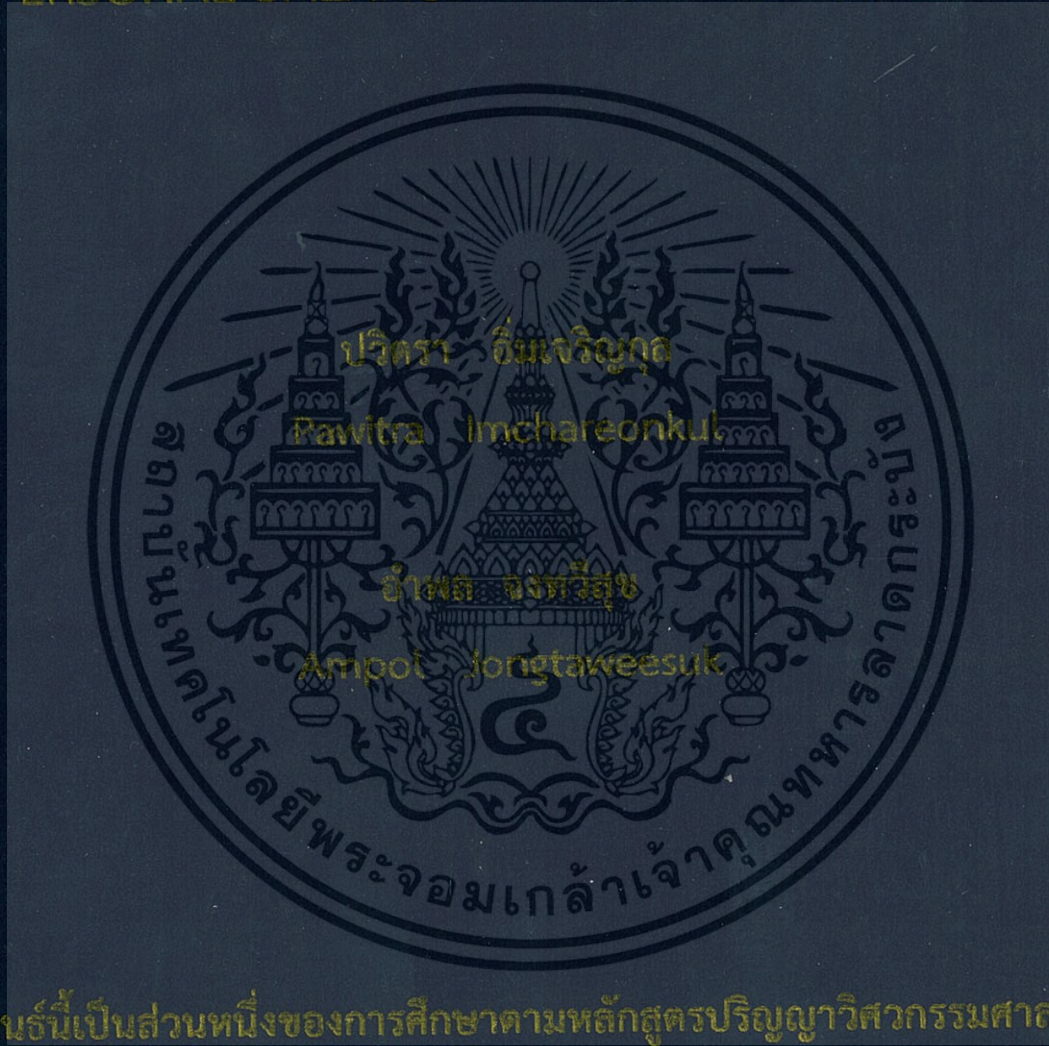 ปวิตรา อิ่มเจริญกุล
Pawitra Imchareonkul
อำพล จงทวีสุข
Ampol Jongtaweesuk
สถาบันเทคโนโลยีพระจอมเกล้าเจ้าคุณทหารลาดกระบัง
๔
นธ์นี้เป็นส่วนหนึ่งของการศึกษาตามหลักสูตรปริญญาวิศวกรรมศาส